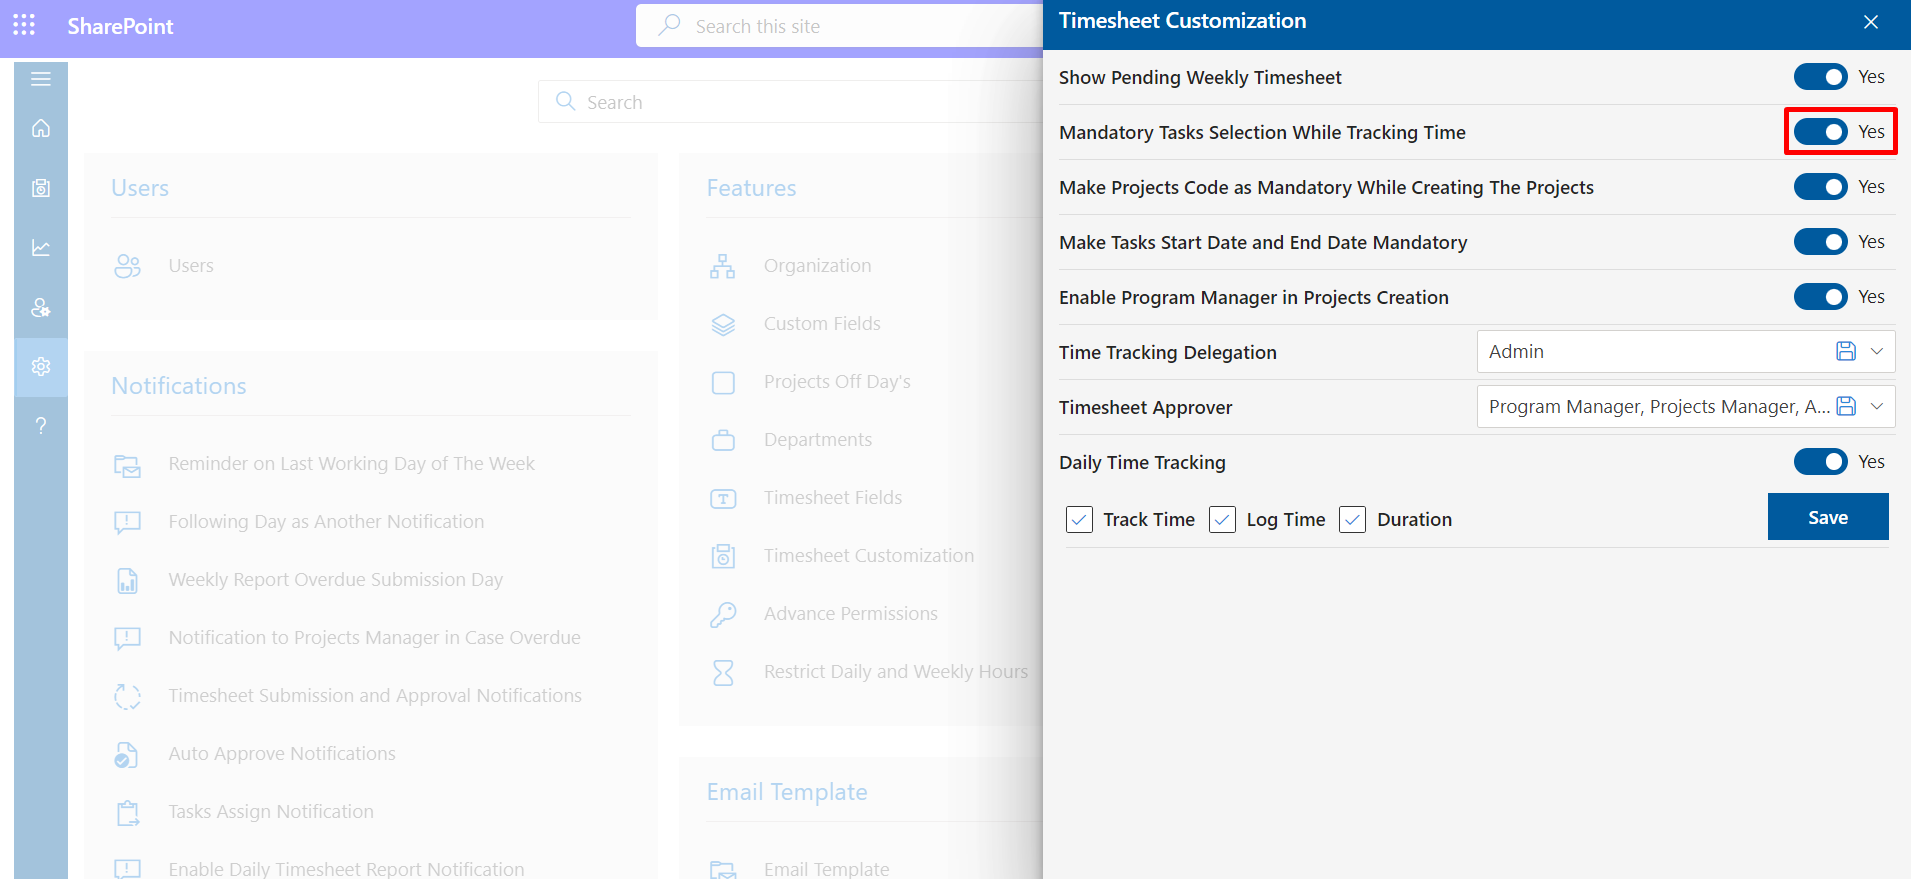 SharePoint
Search this site
Search
Users
Users
Notifications
Reminder on Last Working Day of The Week
Following Day as Another Notification
Weekly Report Overdue Submission Day
Notification to Projects Manager in Case Overdue
Timesheet Submission and Approval Notifications
Auto Approve Notifications
Tasks Assign Notification
Enable Daily Timesheet Report Notification
Features
Organization
Custom Fields
Projects Off Day's
Departments
Timesheet Fields
Timesheet Customization
Advance Permissions
Restrict Daily and Weekly Hours
Email Template
Email Template
Timesheet Customization
Show Pending Weekly Timesheet Yes
Mandatory Tasks Selection While Tracking Time Yes
Make Projects Code as Mandatory While Creating The Projects Yes
Make Tasks Start Date and End Date Mandatory Yes
Enable Program Manager in Projects Creation Yes
Time Tracking Delegation Admin
Timesheet Approver Program Manager, Projects Manager, A...
Daily Time Tracking Yes
Track Time Log Time Duration Save